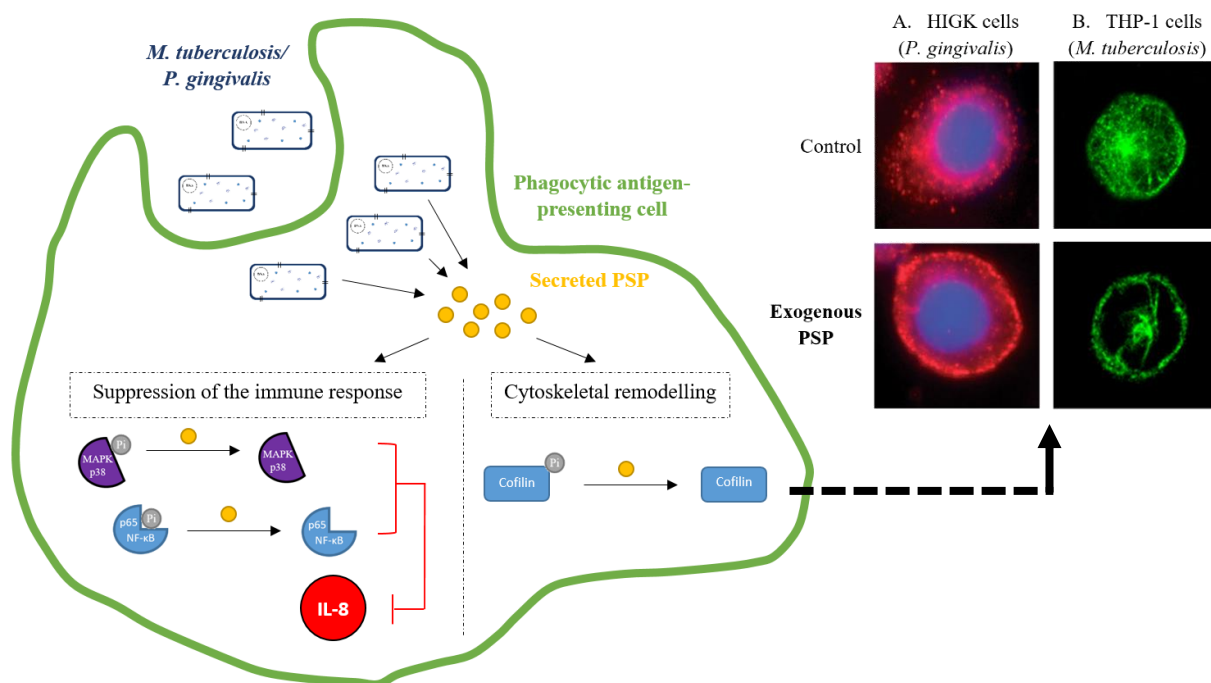 M. tuberculosis/
P. gingivalis
Phagocytic antigen-
presenting cell
Secreted PSP
Suppression of the immune response
Cytoskeletal remodelling
MAPK
p38
Pi
MAPK
p38
p65
Pi
NF-κB
p65
NF-κB
IL-8
Cofilin
Pi
Cofilin
A. HIGK cells
(P. gingivalis)
B. THP-1 cells
(M. tuberculosis)
Control
Exogenous
PSP